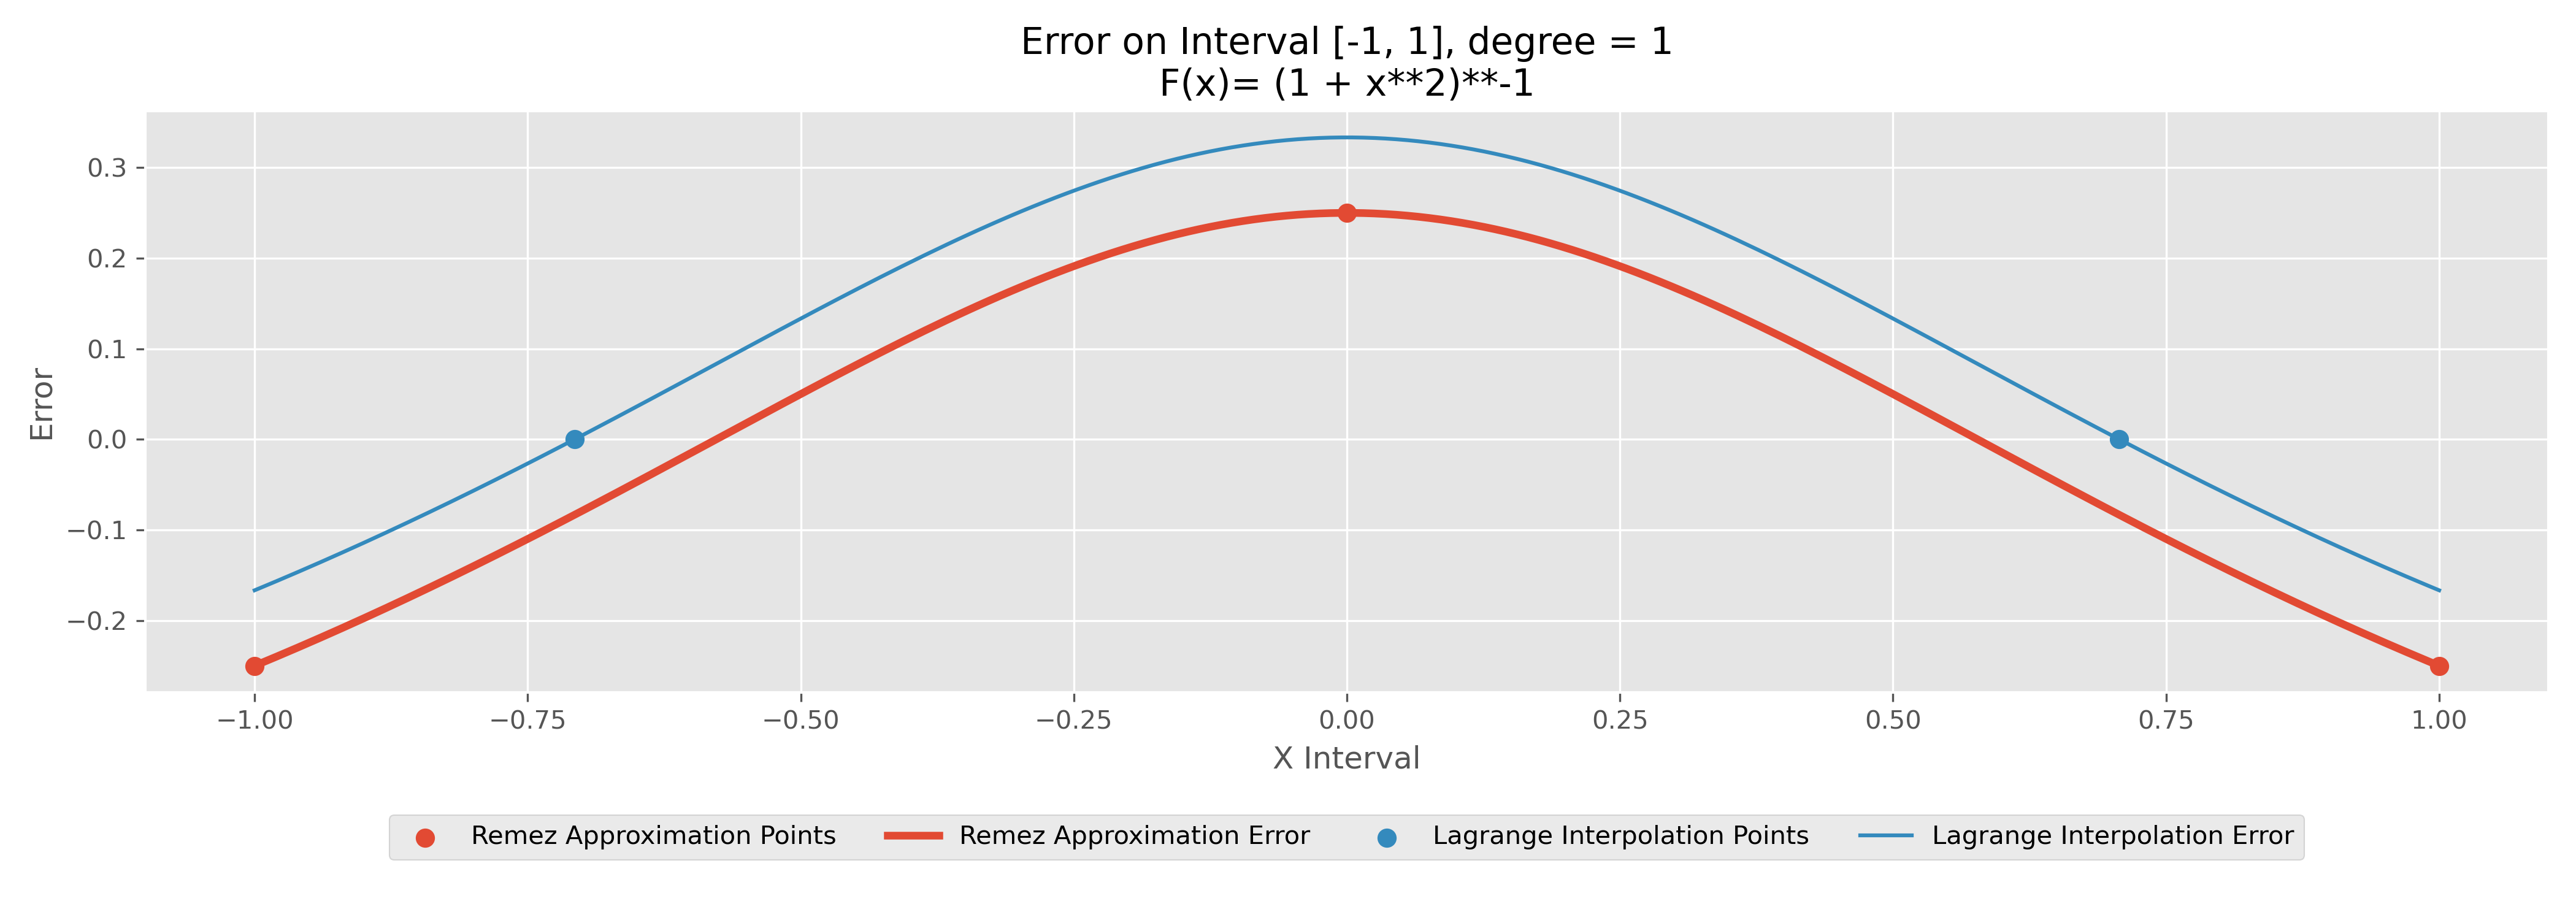 Error on Interval [-1, 1], degree = 1
F(x)= (1 + x**2)**-1
Error
0.3
0.2
0.1
0.0
−0.1
−0.2
−1.00 −0.75 −0.50 −0.25 0.00 0.25 0.50 0.75 1.00
X Interval
Remez Approximation Points Remez Approximation Error Lagrange Interpolation Points Lagrange Interpolation Error